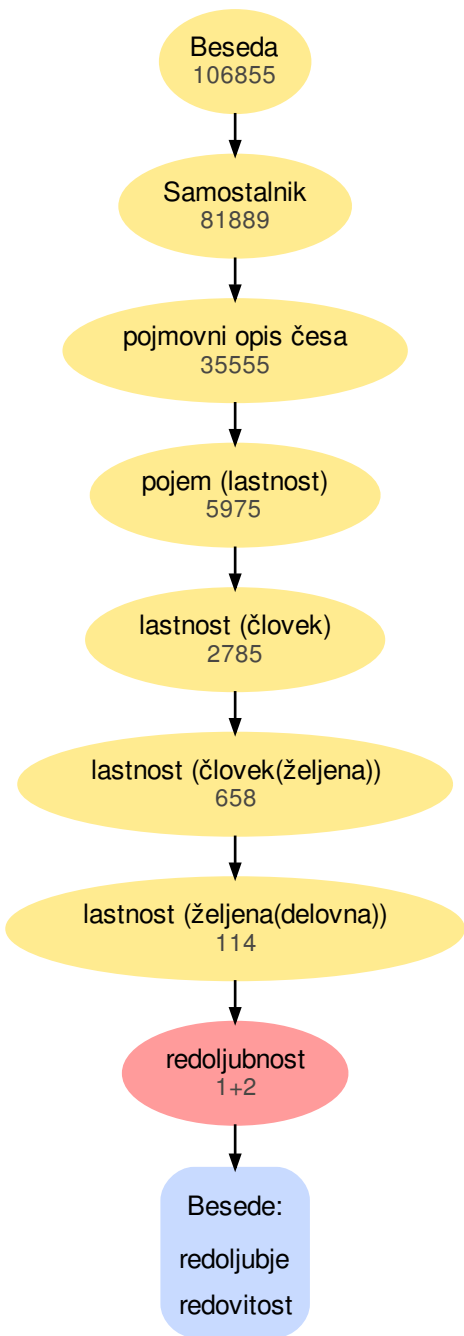 Beseda
106855
Samostalnik
81889
pojmovni opis česa
35555
pojem (lastnost)
5975
lastnost (človek)
2785
lastnost (človek(željena))
658
lastnost (željena(delovna))
114
redoljubnost
1+2
Besede:
redoljubje
redovitost